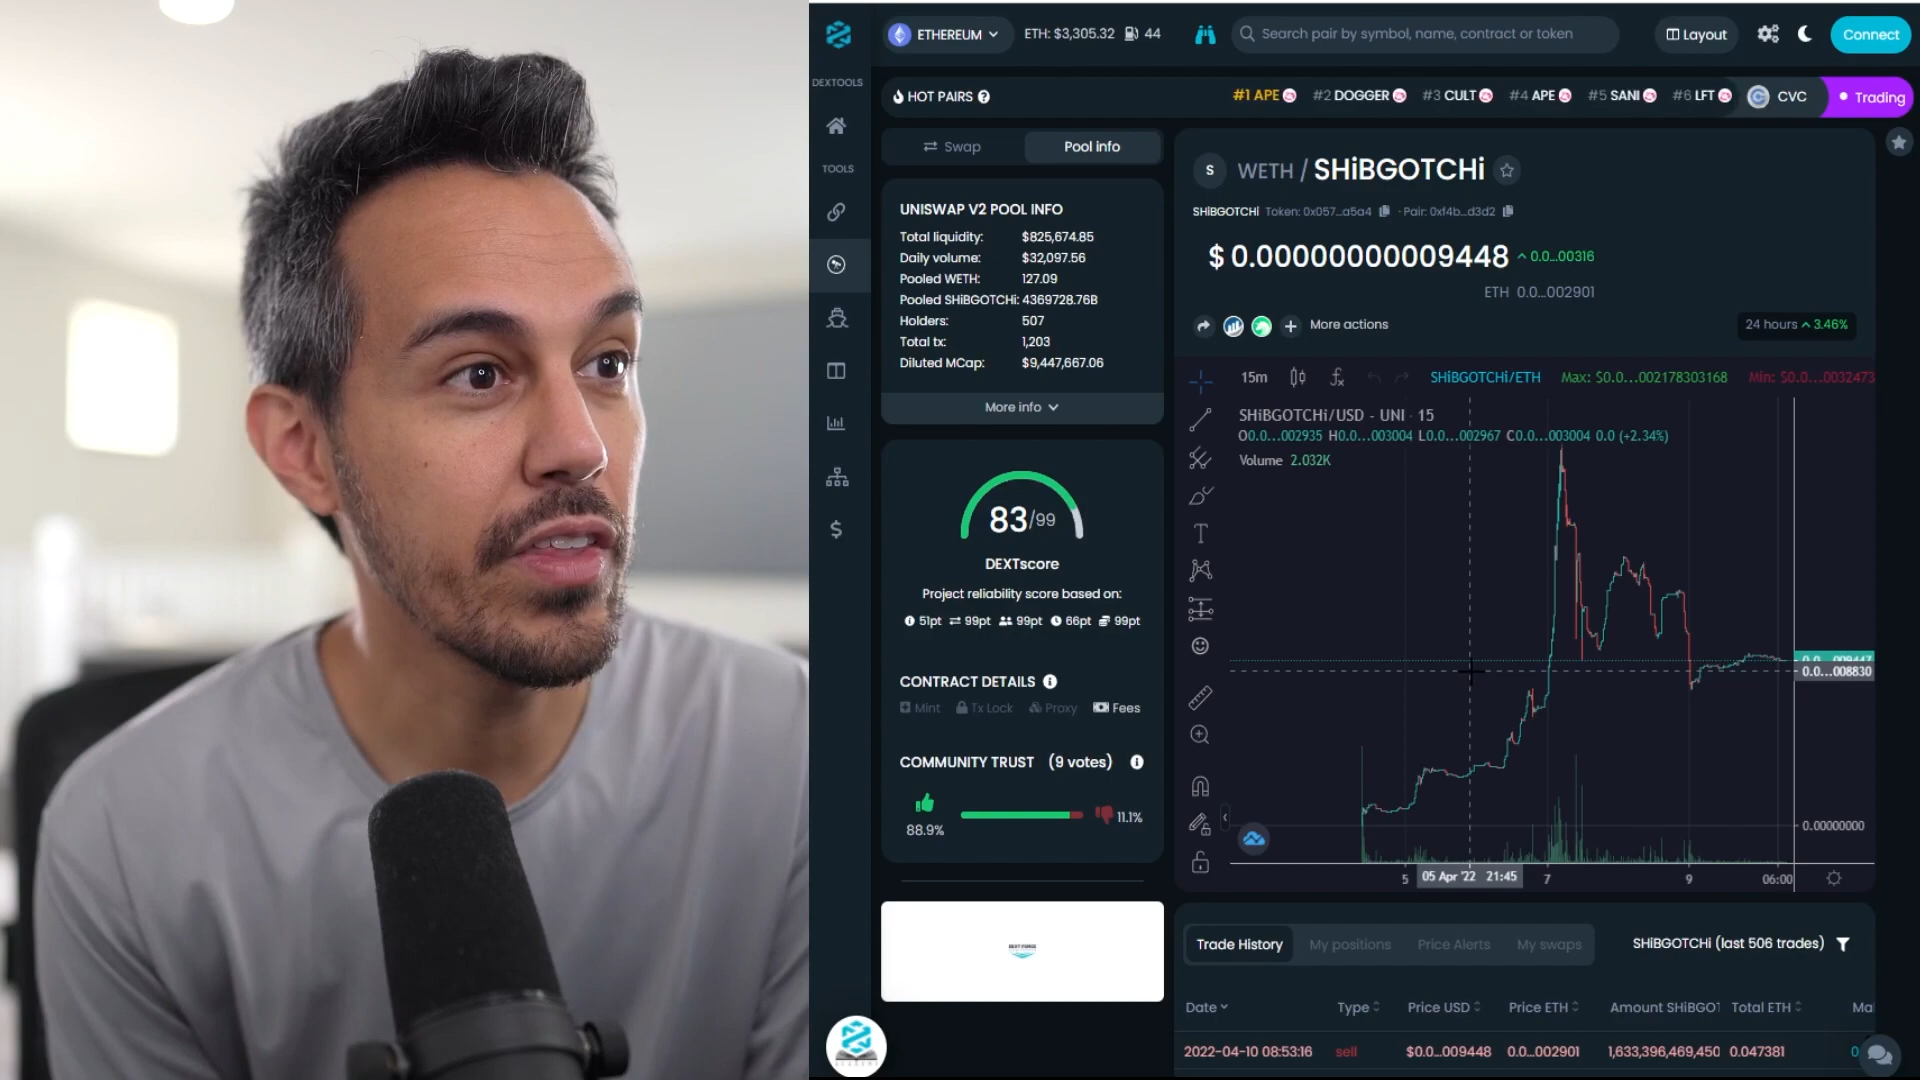 ETHEREUM
ETH: $3,305.32
44
Search pair by symbol, name, contract or token
Layout
Connect
DEXTOOLS
HOT PAIRS
#1 APE
#2 DOGGER
#3 CULT
#4 APE
#5 SANI
#6 LFT
CVC
Trading
TOOLS
Swap
Pool info
S
WETH / SHiBGOTCHi
SHIBGOTCHI Token: 0x057...a5a4 - Pair: 0xf4b...d3d2
$ 0.00000000009448
0.0...00316
ETH 0.0...002901
More actions
24 hours 3.46%
UNISWAP V2 POOL INFO
Total liquidity: $825,674.85
Daily volume: $32,097.56
Pooled WETH: 127.09
Pooled SHiBGOTCHi: 4369728.76B
Holders: 507
Total tx: 1,203
Diluted MCap: $9,447,667.06
More info
15m
SHiBGOTCHi/ETH
Max: $0.0...002178303168
Min: $0.0...0032473
SHiBGOTCHi/USD - UNI 15
O0.0...002935 H0.0...003004 L0.0...002967 C0.0...003004 0.0 (+2.34%)
Volume 2.032K
83/99
DEXTscore
Project reliability score based on:
51pt 99pt 99pt 66pt 99pt
CONTRACT DETAILS
Mint Tx Lock Proxy Fees
COMMUNITY TRUST (9 votes)
88.9%
11.1%
0.0...008830
0.00000000
5
05 Apr '22 21:45
7
9
06:00
Trade History
My positions
Price Alerts
My swaps
SHiBGOTCHi (last 506 trades)
Date
Type
Price USD
Price ETH
Amount SHiBGO
Total ETH
Ma
2022-04-10 08:53:16
sell
$0.0...009448
0.0...002901
1,633,396,469,450
0.047381
0